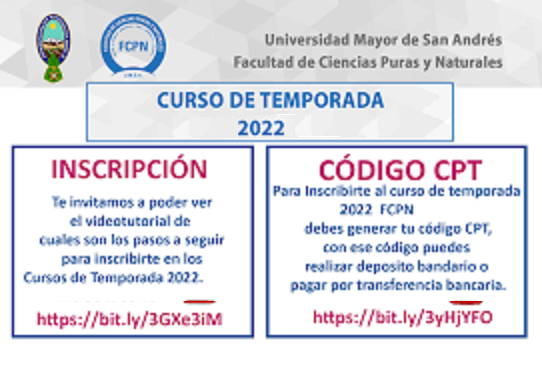 FCPN
Universidad Mayor de San Andrés
Facultad de Ciencias Puras y Naturales
CURSO DE TEMPORADA
2022
INSCRIPCIÓN
Te invitamos a poder ver
el videotutorial de
cuales son los pasos a seguir
para inscribirte en los
Cursos de Temporada 2022.
https://bit.ly/3GXe3iM
CÓDIGO CPT
Para Inscribirte al curso de temporada
2022 FCPN
debes generar tu código CPT,
con ese código puedes
realizar deposito bandario o
pagar por transferencia bancaria.
https://bit.ly/3yHjYFO